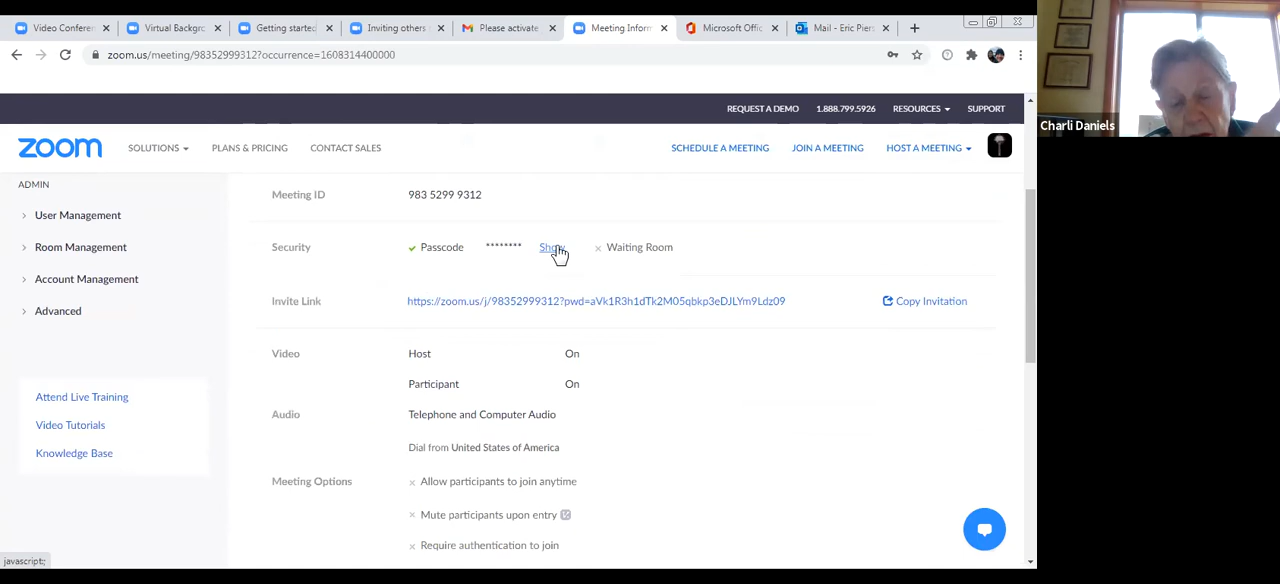 Video Conferen
Virtual Backgro
Getting started
Inviting others
Please activate
Meeting Inform
Microsoft Offic
Mail - Eric Piers
zoom.us/meeting/98352999312?occurrence=1608314400000
REQUEST A DEMO 1.888.799.5926 RESOURCES SUPPORT
zoom SOLUTIONS PLANS & PRICING CONTACT SALES SCHEDULE A MEETING JOIN A MEETING HOST A MEETING
Charli Daniels
ADMIN
User Management
Room Management
Account Management
Advanced
Attend Live Training
Video Tutorials
Knowledge Base
Meeting ID 983 5299 9312
Security Passcode ******** Show Waiting Room
Invite Link https://zoom.us/j/98352999312?pwd=aVk1R3h1dTk2M05qbkp3eDJLYm9Ldz09 Copy Invitation
Video Host On
Participant On
Audio Telephone and Computer Audio
Dial from United States of America
Meeting Options Allow participants to join anytime
Mute participants upon entry
Require authentication to join
javascript:;